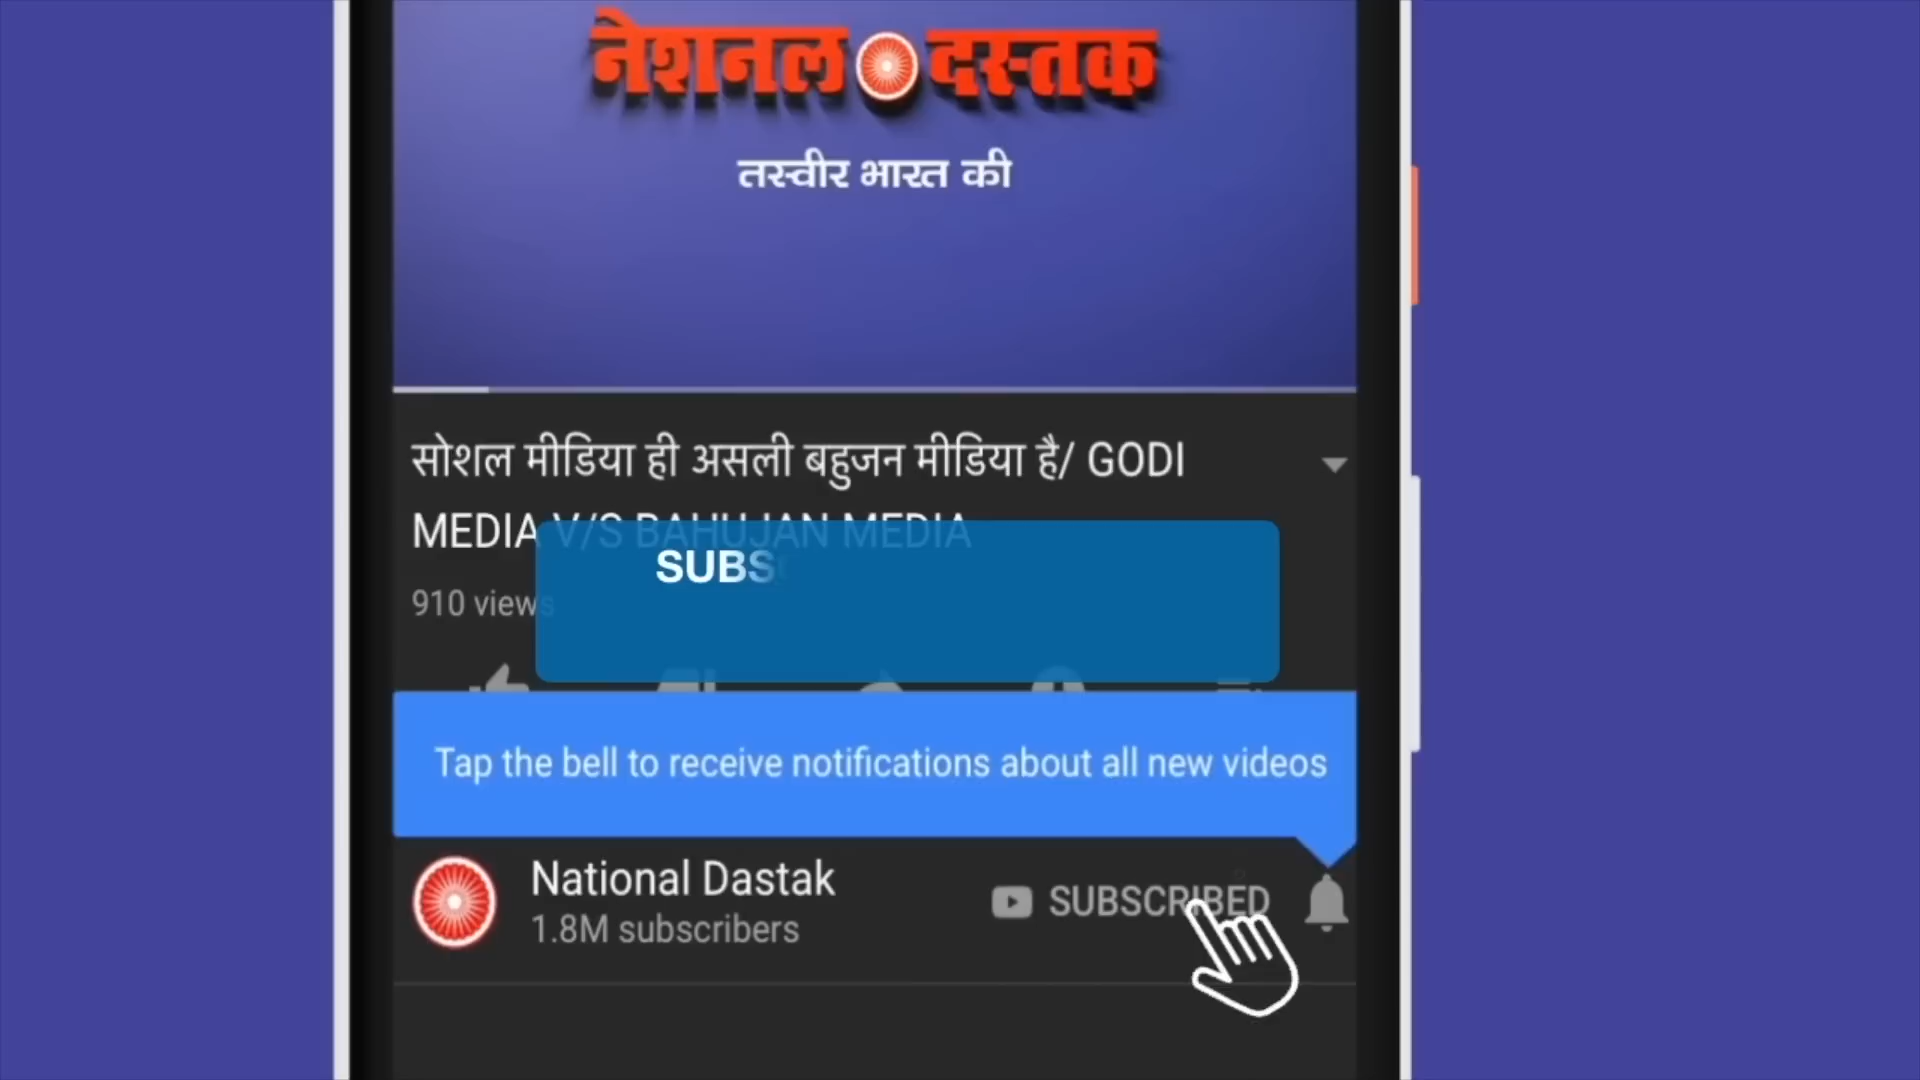 नेशनल दस्तक
तस्वीर भारत की
सोशल मीडिया ही असली बहुजन मीडिया है/ GODI
MEDIA V/S BAHUJAN MEDIA
SUBS
910 views
Tap the bell to receive notifications about all new videos
National Dastak
1.8M subscribers
SUBSCRIBED